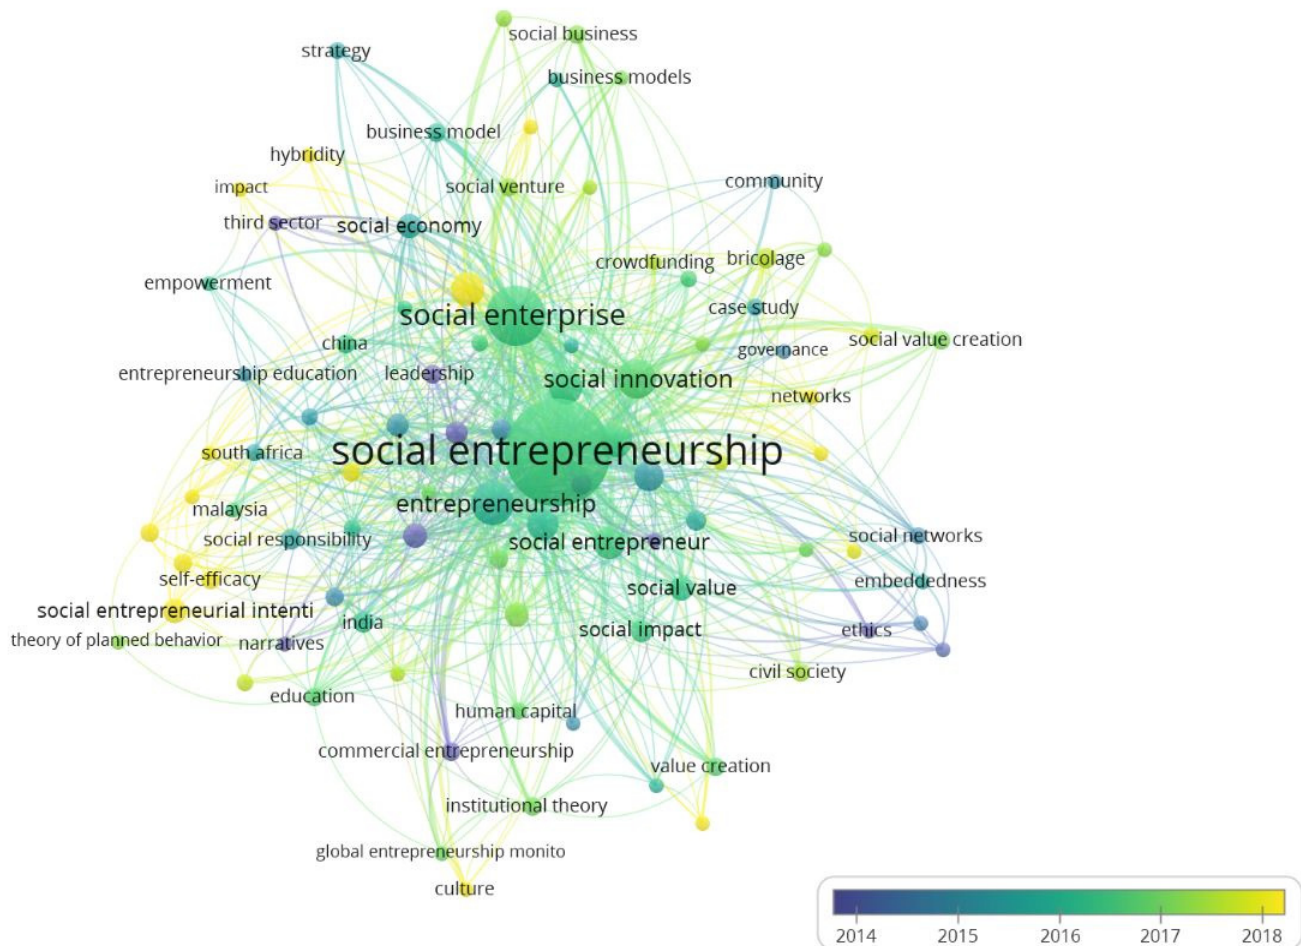 social business
strategy
business models
business model
hybridity
community
impact
social venture
third sector
social economy
crowdfunding
bricolage
empowerment
case study
social enterprise
china
social value creation
governance
entrepreneurship education
leadership
social innovation
networks
south africa
social entrepreneurship
malaysia
entrepreneurship
social responsibility
social entrepreneur
social networks
self-efficacy
embeddedness
social value
social entrepreneurial intenti
india
social impact
ethics
theory of planned behavior
narratives
civil society
education
human capital
commercial entrepreneurship
value creation
institutional theory
global entrepreneurship monito
culture
2014 2015 2016 2017 2018